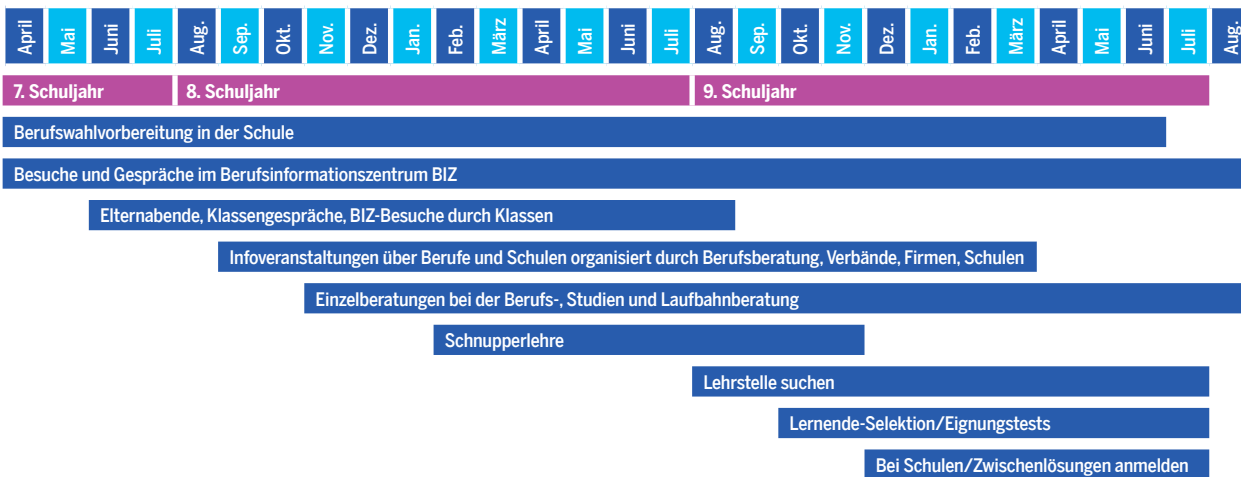 April Mai Juni Juli Aug. Sep. Okt. Nov. Dez. Jan. Feb. März April Mai Juni Juli Aug. Sep. Okt. Nov. Dez. Jan. Feb. März April Mai Juni Juli Aug.
7. Schuljahr 8. Schuljahr 9. Schuljahr
Berufswahlvorbereitung in der Schule
Besuche und Gespräche im Berufsinformationszentrum BIZ
Elternabende, Klassengespräche, BIZ-Besuche durch Klassen
Infoveranstaltungen über Berufe und Schulen organisiert durch Berufsberatung, Verbände, Firmen, Schulen
Einzelberatungen bei der Berufs-, Studien und Laufbahnberatung
Schnupperlehre
Lehrstelle suchen
Lernende-Selektion/Eignungstests
Bei Schulen/Zwischenlösungen anmelden